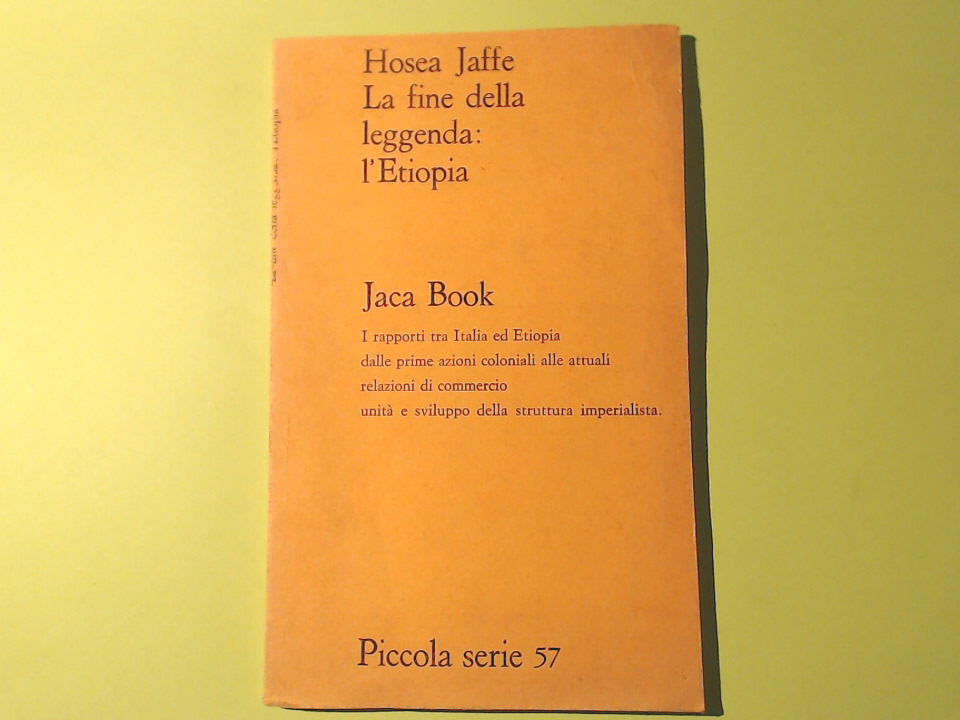 Hosea Jaffe
La fine della
leggenda:
l'Etiopia
Jaca Book
I rapporti tra Italia ed Etiopia
dalle prime azioni coloniali alle attuali
relazioni di commercio
unità e sviluppo della struttura imperialista.
Piccola serie 57